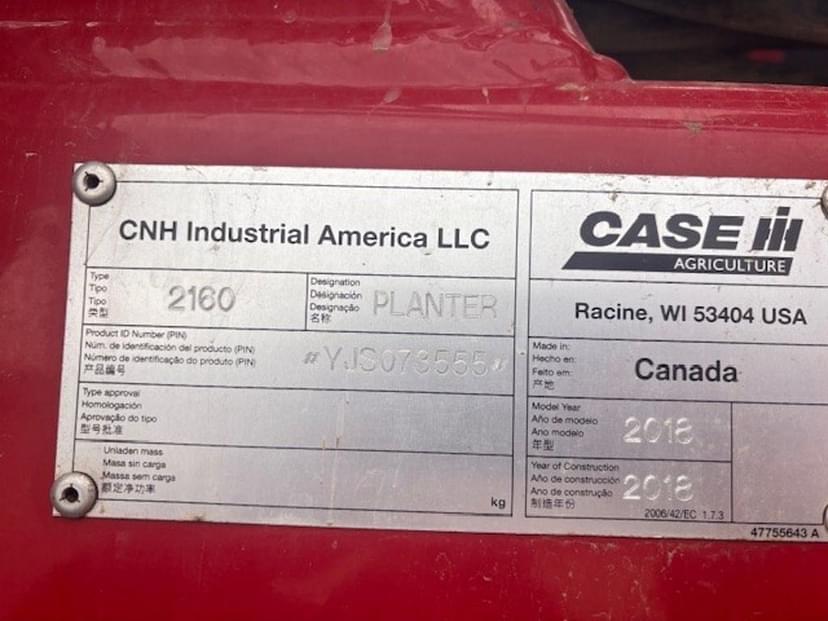 CNH Industrial America LLC
Type
Tipo
Tipo
类型
2160
Designation
Désignación
Designação
名称
PLANTER
Product ID Number (PIN)
Núm. de identificación del producto (PIN)
Número de identificação do produto (PIN)
产品编号
*YJS073555*
Type approval
Homologación
Aprovação do tipo
型号批准
Unladen mass
Masa sin carga
Massa sem carga
额定净功率
kg
CASE IH
AGRICULTURE
Racine, WI 53404 USA
Made in:
Hecho en:
Feito em:
产地
Canada
Model Year
Año de modelo
Ano modelo
年型
2018
Year of Construction
Año de construcción
Ano de construção
制造年份
2018
2006/42/EC 1.7.3
47755643 A